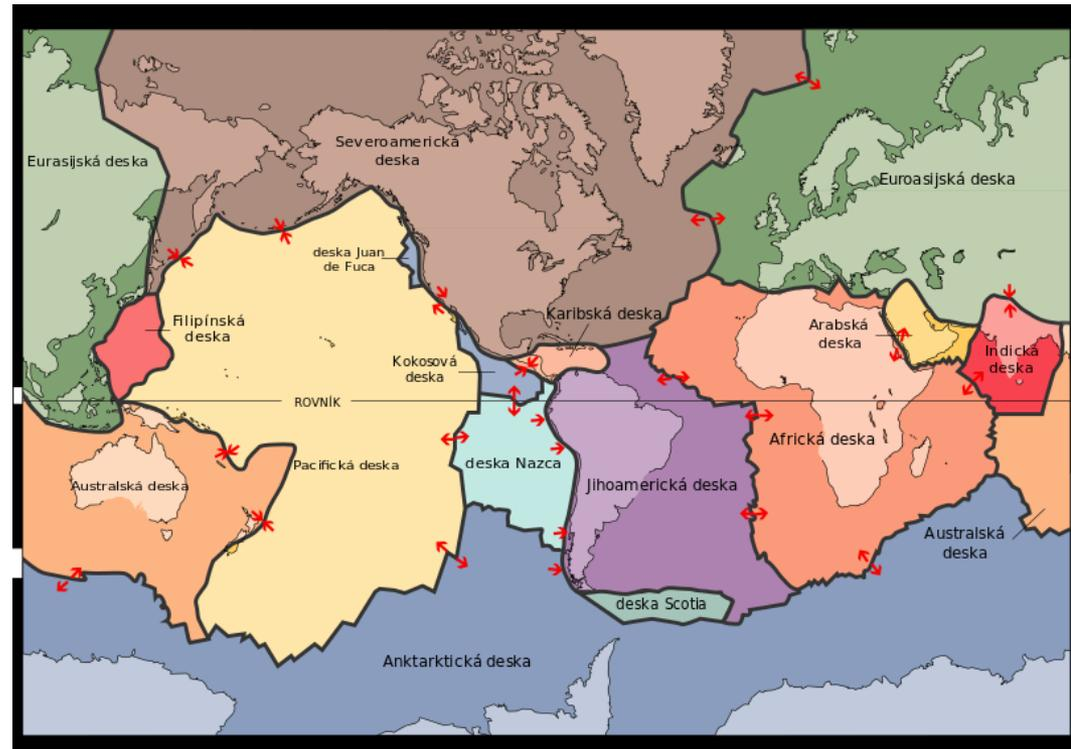 Severoamerická
deska
Eurasijská deska
Euroasijská deska
deska Juan
de Fuca
Karibská deska
Filipínská
deska
Arabská
deska
Indická
deska
Kokosová
deska
ROVNÍK
Africká deska
Pacifická deska
deska Nazca
Australská deska
Jihoamerická deska
Australská
deska
deska Scotia
Anktarktická deska